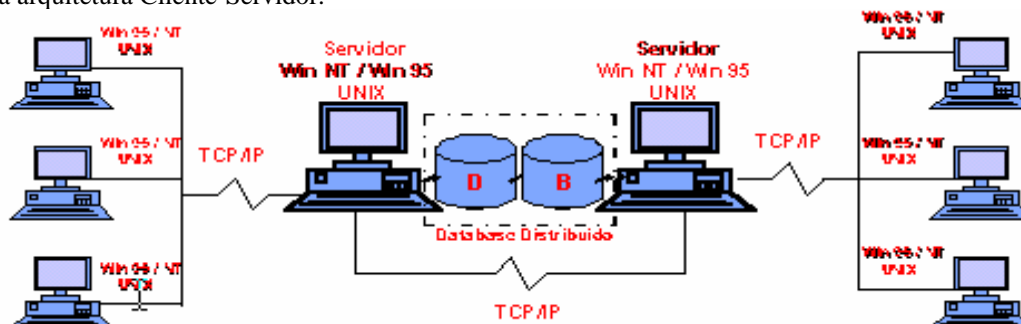 a arquitetura Cliente-Servidor:
Win 95 / NT
UNIX
Servidor
Win NT / Win 95
UNIX
Servidor
Win NT / Win 95
UNIX
Win 95 / NT
UNIX
Win 95 / NT
UNIX
TCP/IP
D
B
TCP/IP
Win 95 / NT
UNIX
Database Distribuido
Win 95 / NT
UNIX
TCP/IP
Win 95 / NT
UNIX